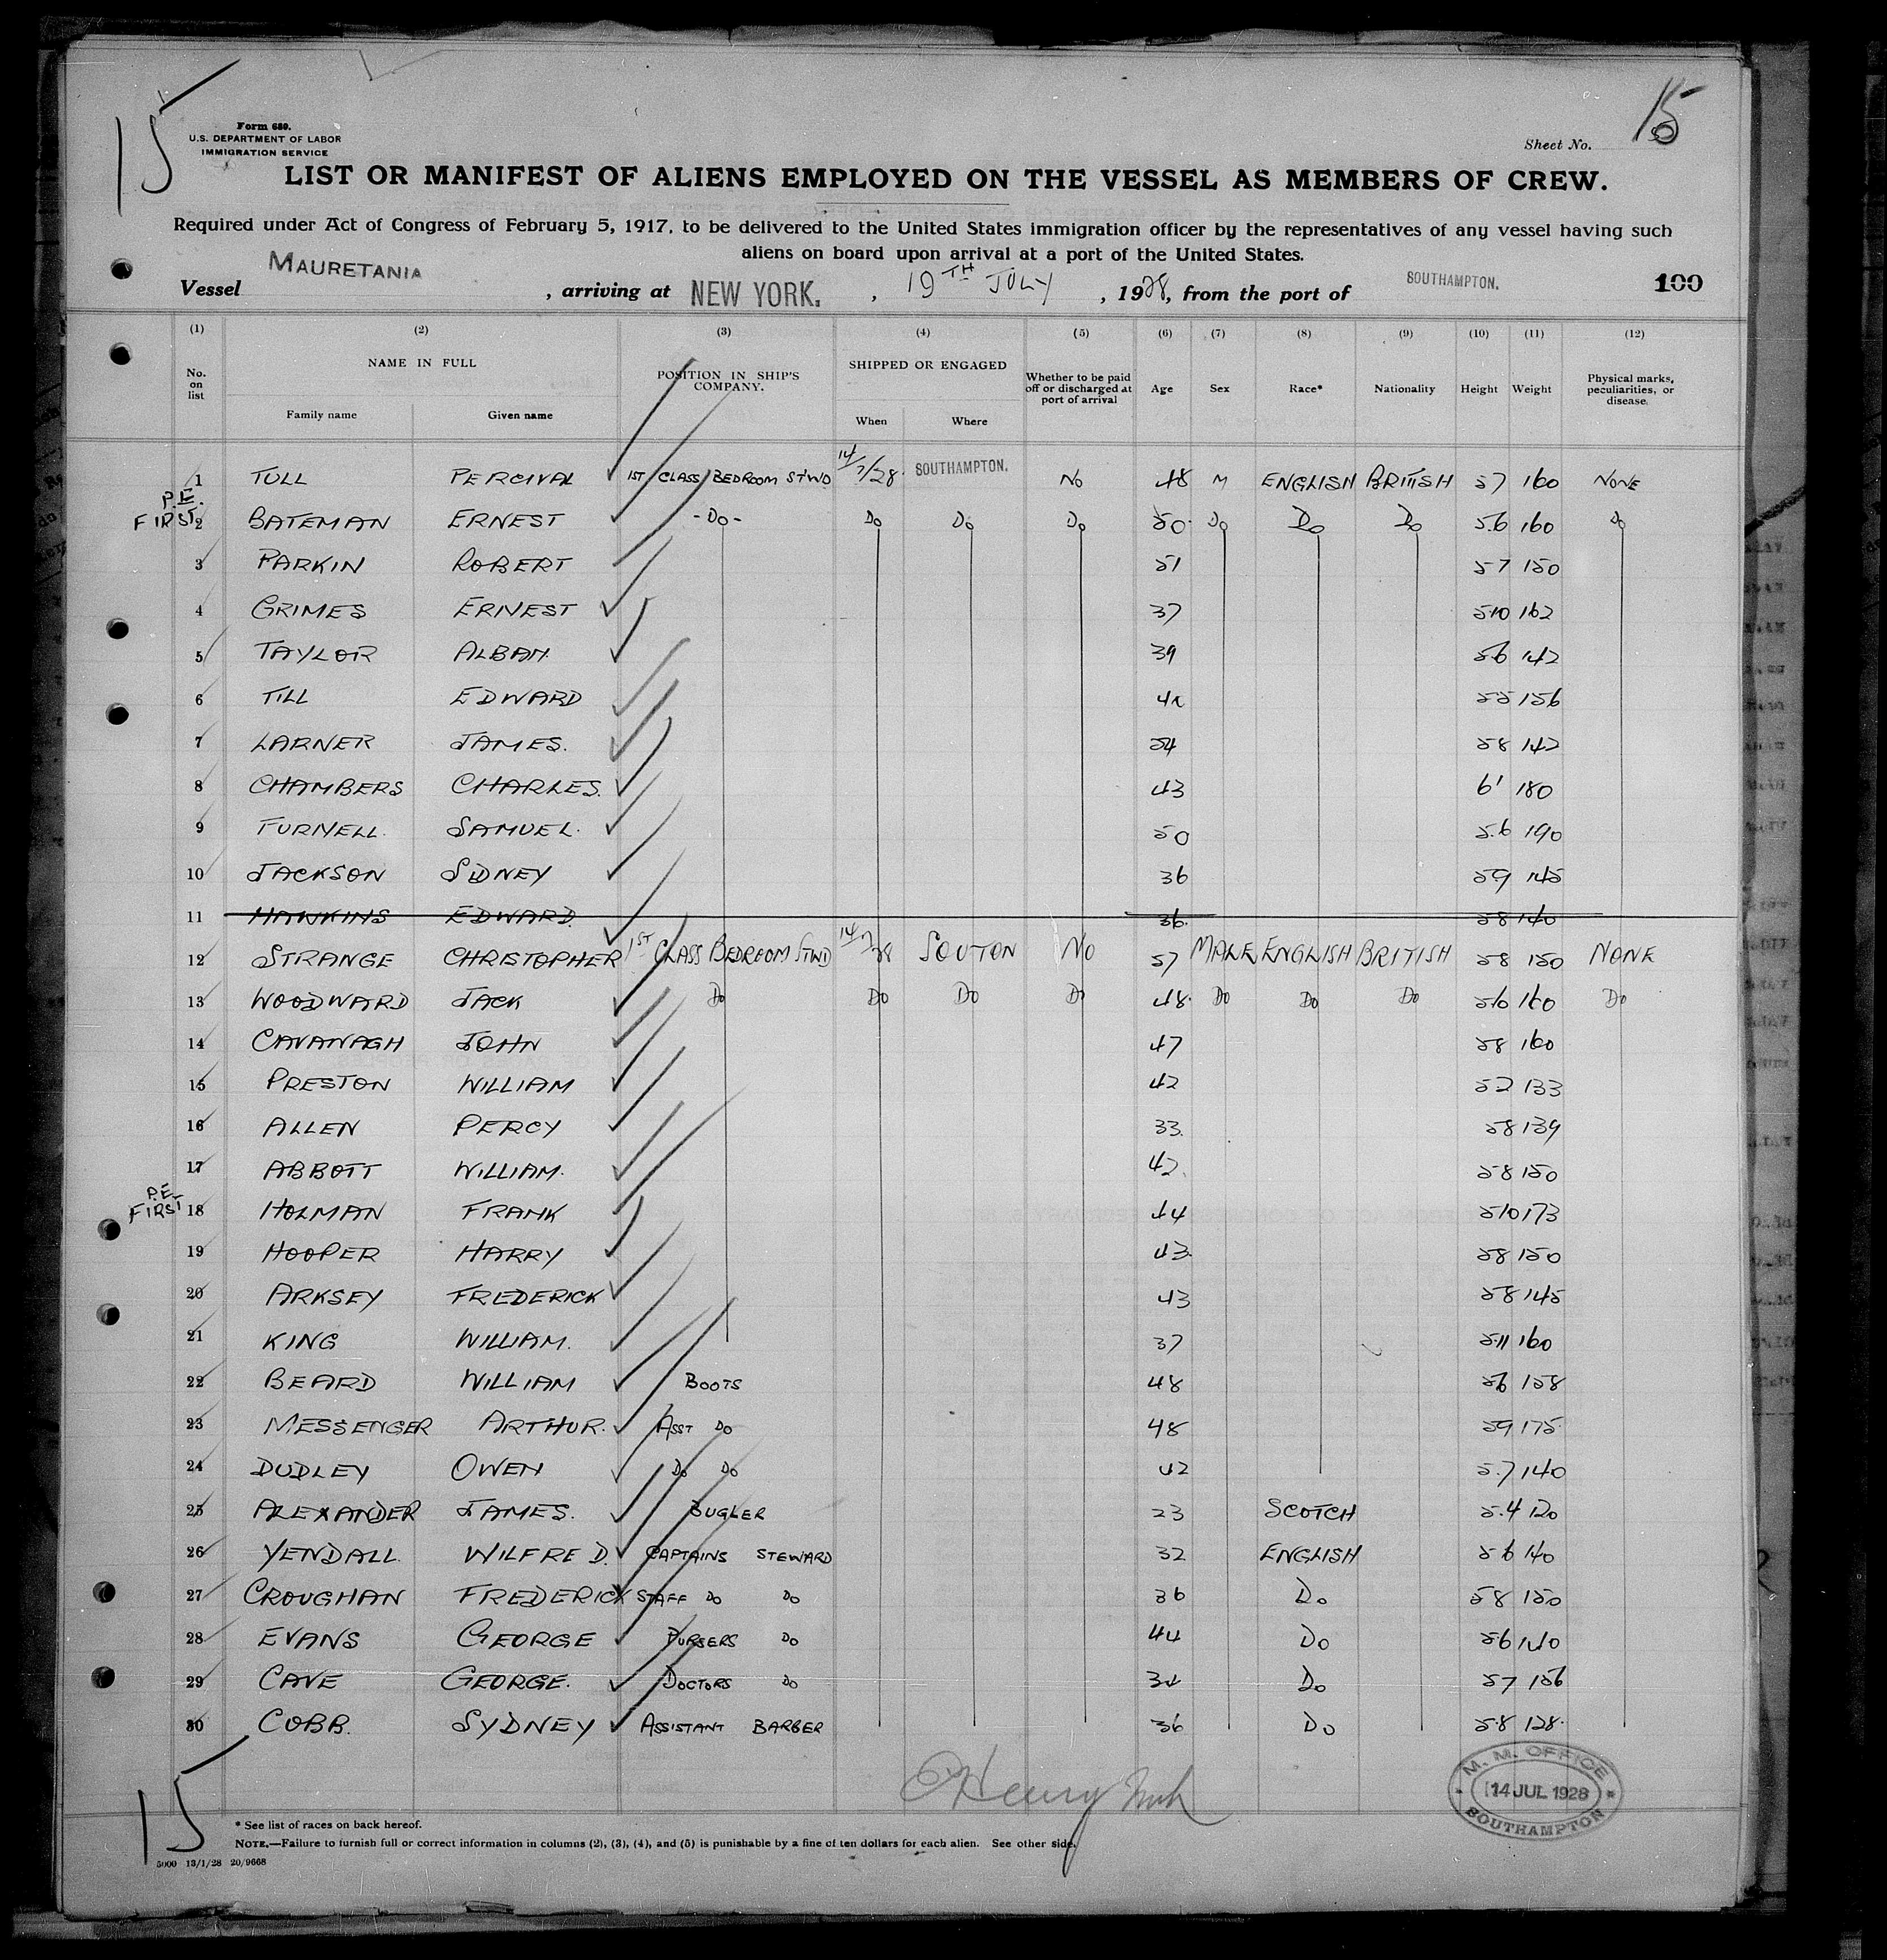 15
15
Form 680.
U.S. DEPARTMENT OF LABOR
IMMIGRATION SERVICE
Sheet No.
LIST OR MANIFEST OF ALIENS EMPLOYED ON THE VESSEL AS MEMBERS OF CREW.
Required under Act of Congress of February 5, 1917, to be delivered to the United States immigration officer by the representatives of any vessel having such
aliens on board upon arrival at a port of the United States.
Vessel MAURETANIA, arriving at NEW YORK., 19TH JULY, 1928, from the port of SOUTHAMPTON. 100
(1) (2) (3) (4) (5) (6) (7) (8) (9) (10) (11) (12)
No. on list NAME IN FULL Family name Given name POSITION IN SHIP'S COMPANY. SHIPPED OR ENGAGED When Where Whether to be paid off or discharged at port of arrival Age Sex Race* Nationality Height Weight Physical marks, peculiarities, or disease.
1 TULL PERCIVAL 1ST CLASS BEDROOM STWD 14/7/28. SOUTHAMPTON. NO 48 M ENGLISH BRITISH 57 160 NONE
P.E. FIRST 2 BATEMAN ERNEST -DO- DO DO DO 50 DO DO DO 5.6 160 DO
3 PARKIN ROBERT 51 57 150
4 GRIMES ERNEST 37 510 162
5 TAYLOR ALBAN. 39 56 142
6 TILL EDWARD 55 156
7 LARNER JAMES. 54 58 142
8 CHAMBERS CHARLES. 43 6' 180
9 FURNELL. SAMUEL. 50 5.6 190
10 JACKSON SIDNEY 36 59 145
11 HAWKINS EDWARD. 36. 58 140
12 STRANGE CHRISTOPHER 1ST CLASS BEDROOM STWD 14/7/28 SOUTON NO 57 MALE ENGLISH BRITISH 58 150 NONE
13 WOODWARD JACK DO DO DO DO 48. DO DO DO 160 DO
14 CAVANAGH JOHN 47 58 160
15 PRESTON WILLIAM 42 52 133
16 ALLEN PERCY 33. 58 139
17 ABBOTT WILLIAM. 42. 58 150
P.E. FIRST 18 HOLMAN FRANK 44 510 173
19 HOOPER HARRY 43. 58 150
20 ARKSEY FREDERICK 43 58 145
21 KING WILLIAM. 37 511 160
22 BEARD WILLIAM BOOTS 48 56 158
23 MESSENGER ARTHUR. ASST DO 48 59 175.
24 DUDLEY OWEN DO DO 42 5.7 140
25 ALEXANDER JAMES. BUGLER 23 SCOTCH 5.4 120
26 YENDALL. WILFRED. CAPTAINS STEWARD 32 ENGLISH 56 140
27 CROUGHAN FREDERICK STAFF DO DO 36 DO 58 150
28 EVANS GEORGE PURSERS DO 44 DO 56 140
29 CAVE GEORGE. DOCTORS DO 34 DO 57 156
30 COBB. SYDNEY ASSISTANT BARBER 36 DO 5.8 128.
Henry
M. M. OFFICE
14 JUL 1928
SOUTHAMPTON
15
* See list of races on back hereof.
NOTE.—Failure to furnish full or correct information in columns (2), (3), (4), and (5) is punishable by a fine of ten dollars for each alien. See other side.
5000 13/1/28 20/9668